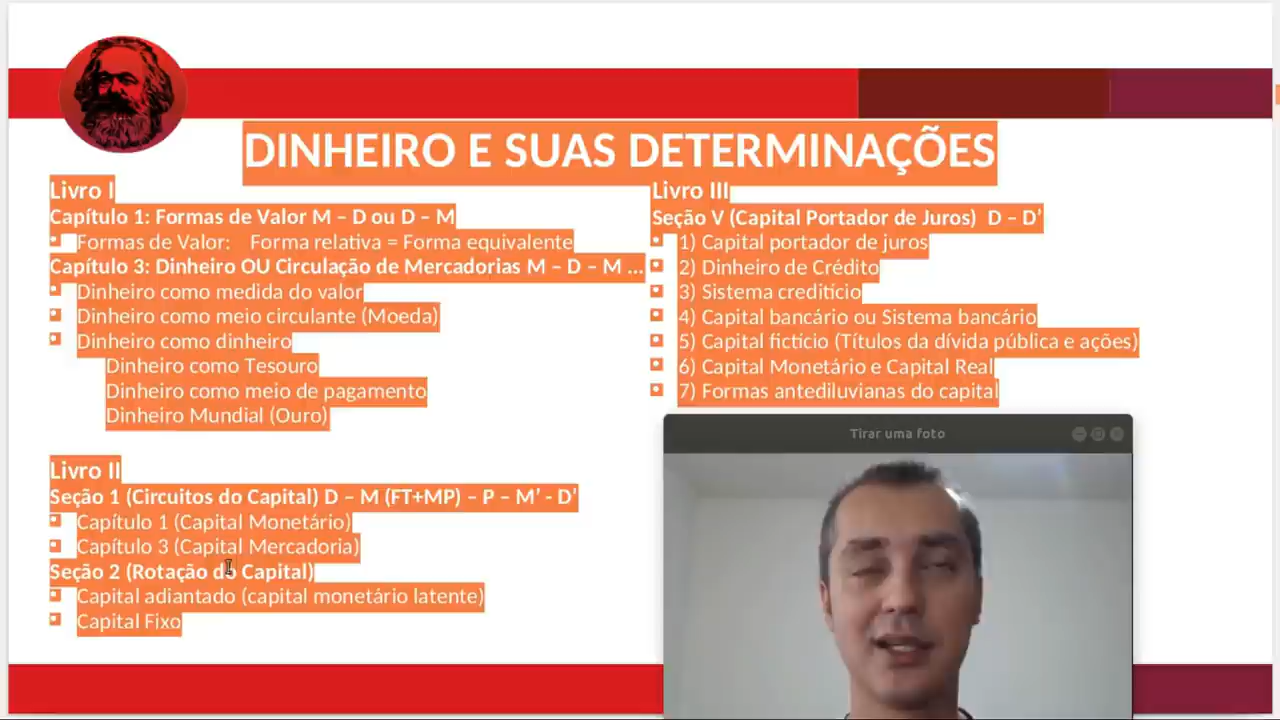 DINHEIRO E SUAS DETERMINAÇÕES
Livro I
Capítulo 1: Formas de Valor M – D ou D – M
Formas de Valor: Forma relativa = Forma equivalente
Capítulo 3: Dinheiro OU Circulação de Mercadorias M – D – M ...
Dinheiro como medida do valor
Dinheiro como meio circulante (Moeda)
Dinheiro como dinheiro
Dinheiro como Tesouro
Dinheiro como meio de pagamento
Dinheiro Mundial (Ouro)
Livro II
Seção 1 (Circuitos do Capital) D – M (FT+MP) – P – M' - D'
Capítulo 1 (Capital Monetário)
Capítulo 3 (Capital Mercadoria)
Seção 2 (Rotação do Capital)
Capital adiantado (capital monetário latente)
Capital Fixo
Livro III
Seção V (Capital Portador de Juros) D – D'
1) Capital portador de juros
2) Dinheiro de Crédito
3) Sistema creditício
4) Capital bancário ou Sistema bancário
5) Capital fictício (Títulos da dívida pública e ações)
6) Capital Monetário e Capital Real
7) Formas antediluvianas do capital
Tirar uma foto